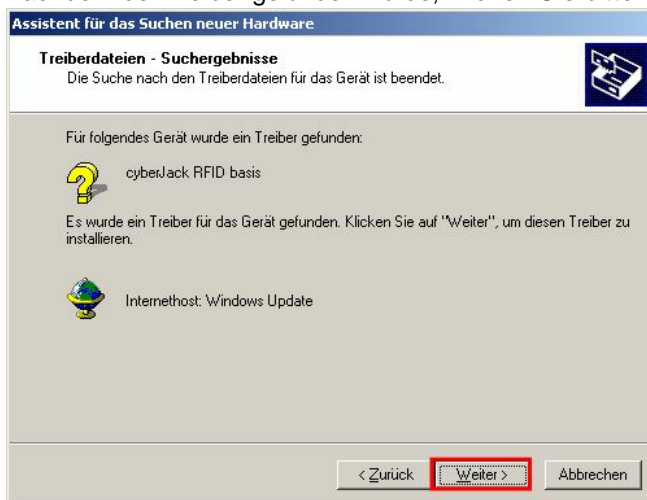 Assistent für das Suchen neuer Hardware
Treiberdateien - Suchergebnisse
Die Suche nach den Treiberdateien für das Gerät ist beendet.
Für folgendes Gerät wurde ein Treiber gefunden:
cyberJack RFID basis
Es wurde ein Treiber für das Gerät gefunden. Klicken Sie auf "Weiter", um diesen Treiber zu
installieren.
Internethost: Windows Update
< Zurück Weiter > Abbrechen